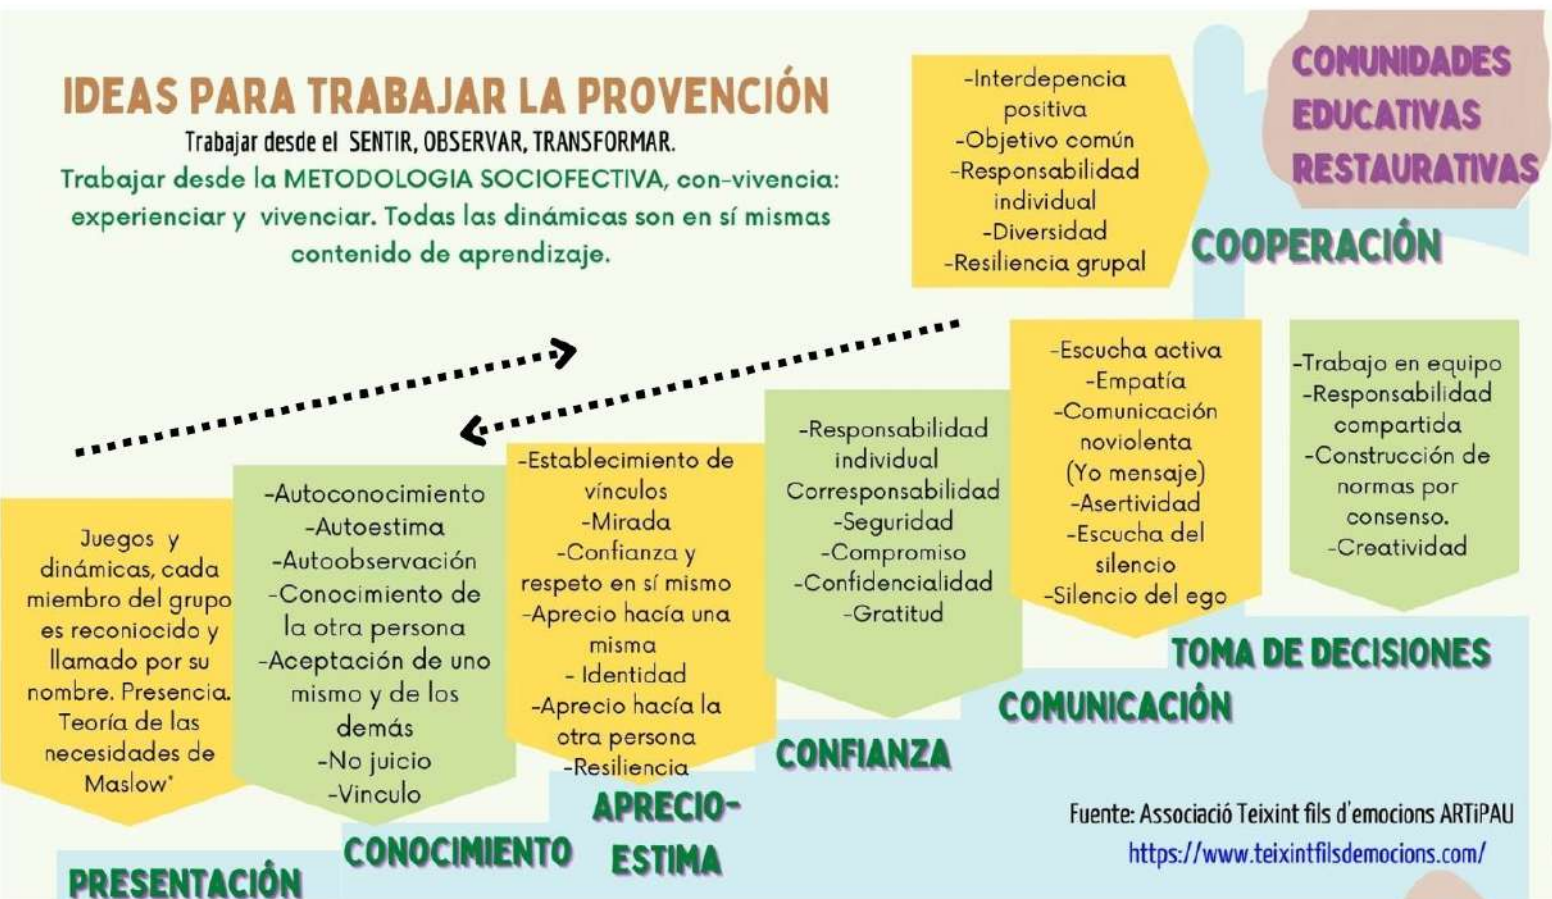 IDEAS PARA TRABAJAR LA PROVENCIÓN
Trabajar desde el SENTIR, OBSERVAR, TRANSFORMAR.
Trabajar desde la METODOLOGIA SOCIOFECTIVA, con-vivencia:
experienciar y vivenciar. Todas las dinámicas son en sí mismas
contenido de aprendizaje.
COMUNIDADES
EDUCATIVAS
RESTAURATIVAS
Juegos y
dinámicas, cada
miembro del grupo
es reconiocido y
llamado por su
nombre. Presencia.
Teoría de las
necesidades de
Maslow*
PRESENTACIÓN
-Autoconocimiento
-Autoestima
-Autoobservación
-Conocimiento de
la otra persona
-Aceptación de uno
mismo y de los
demás
-No juicio
-Vinculo
CONOCIMIENTO
-Establecimiento de
vínculos
-Mirada
-Confianza y
respeto en sí mismo
-Aprecio hacía una
misma
- Identidad
-Aprecio hacía la
otra persona
-Resiliencia
APRECIO-
ESTIMA
-Responsabilidad
individual
Corresponsabilidad
-Seguridad
-Compromiso
-Confidencialidad
-Gratitud
CONFIANZA
-Escucha activa
-Empatía
-Comunicación
noviolenta
(Yo mensaje)
-Asertividad
-Escucha del
silencio
-Silencio del ego
COMUNICACIÓN
-Trabajo en equipo
-Responsabilidad
compartida
-Construcción de
normas por
consenso.
-Creatividad
TOMA DE DECISIONES
-Interdepencia
positiva
-Objetivo común
-Responsabilidad
individual
-Diversidad
-Resiliencia grupal
COOPERACIÓN
Fuente: Associació Teixint fils d'emocions ARTiPAU
https://www.teixintfilsdemocions.com/